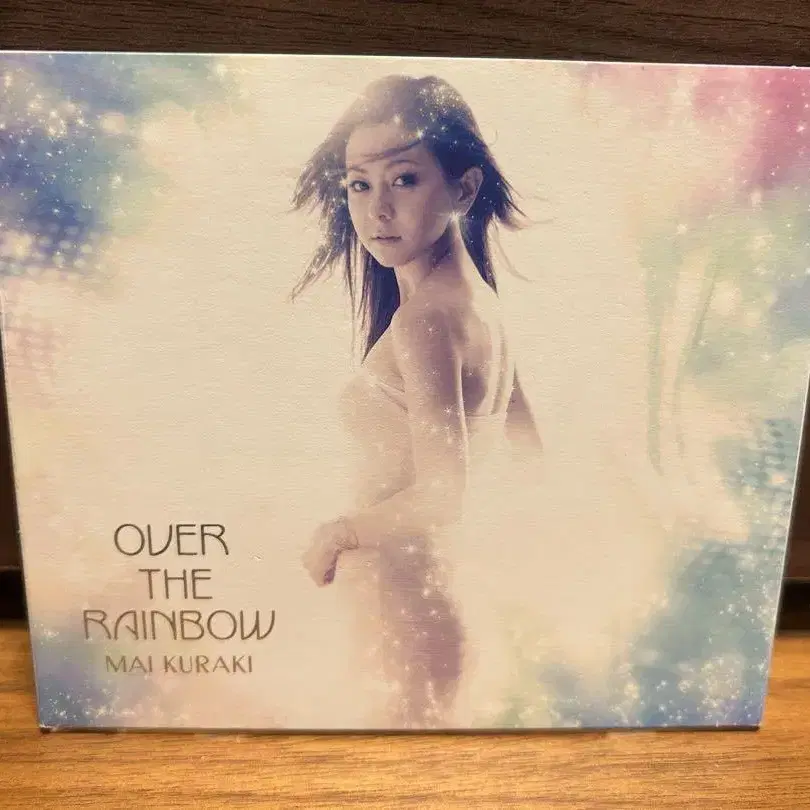 OVER
THE
RAINBOW
MAI KURAKI